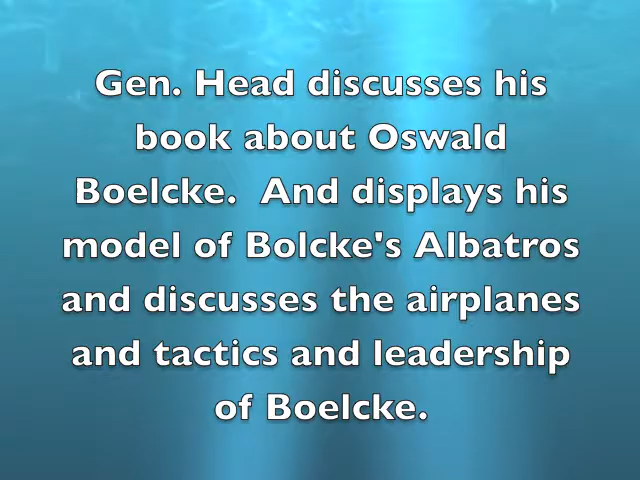 Gen. Head discusses his
book about Oswald
Boelcke.  And displays his
model of Bolcke's Albatros
and discusses the airplanes
and tactics and leadership
of Boelcke.